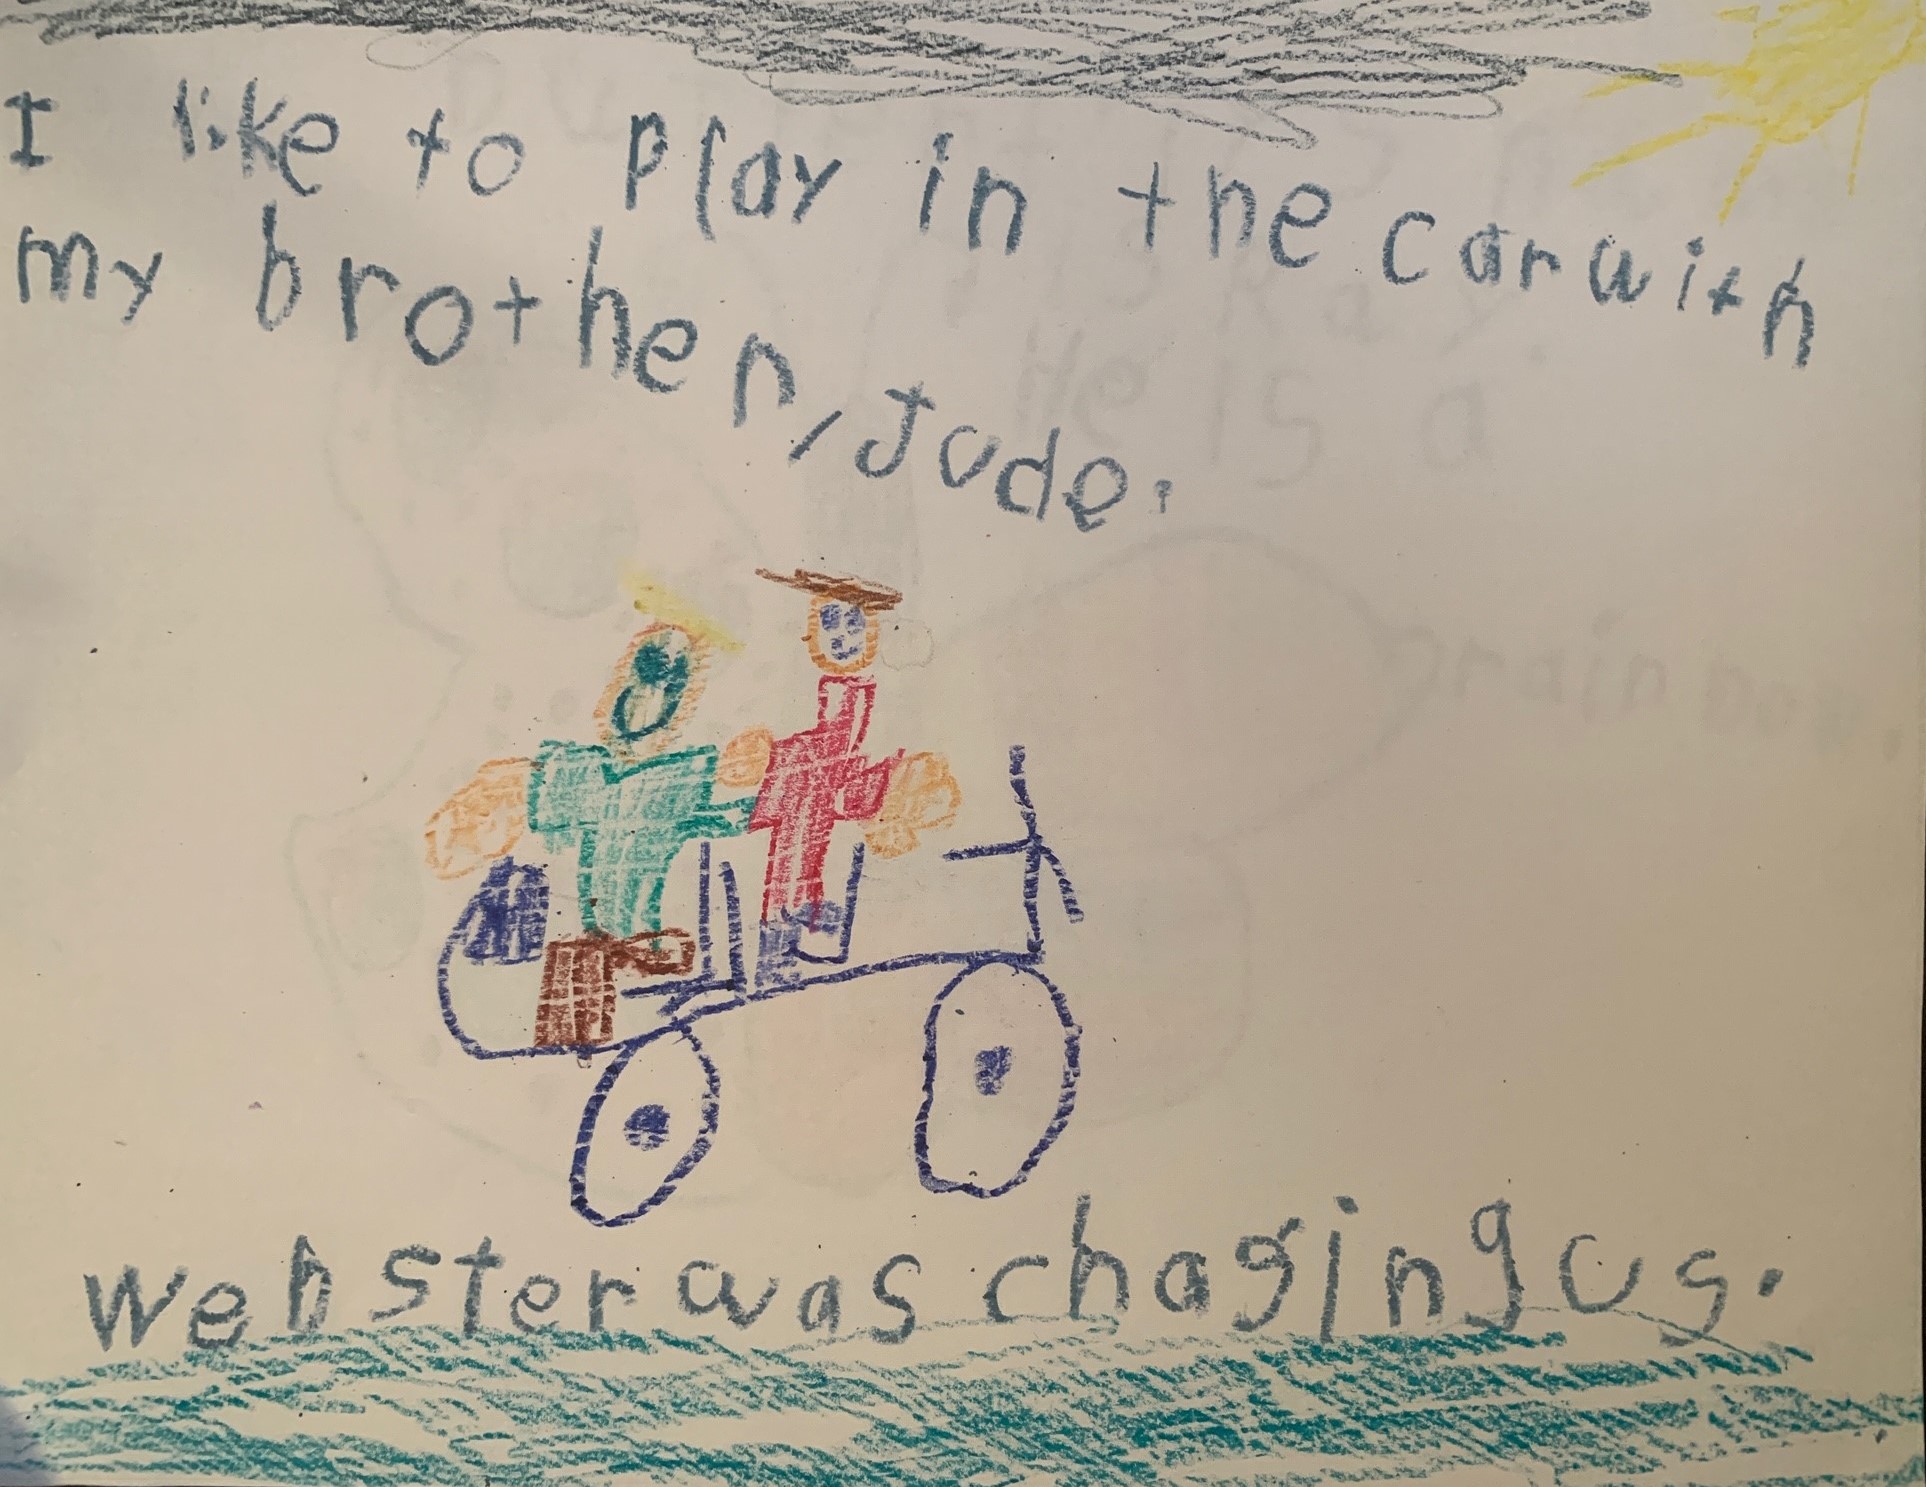 I like to play in the car with
my brother, Jude.
Webster was chasing us.